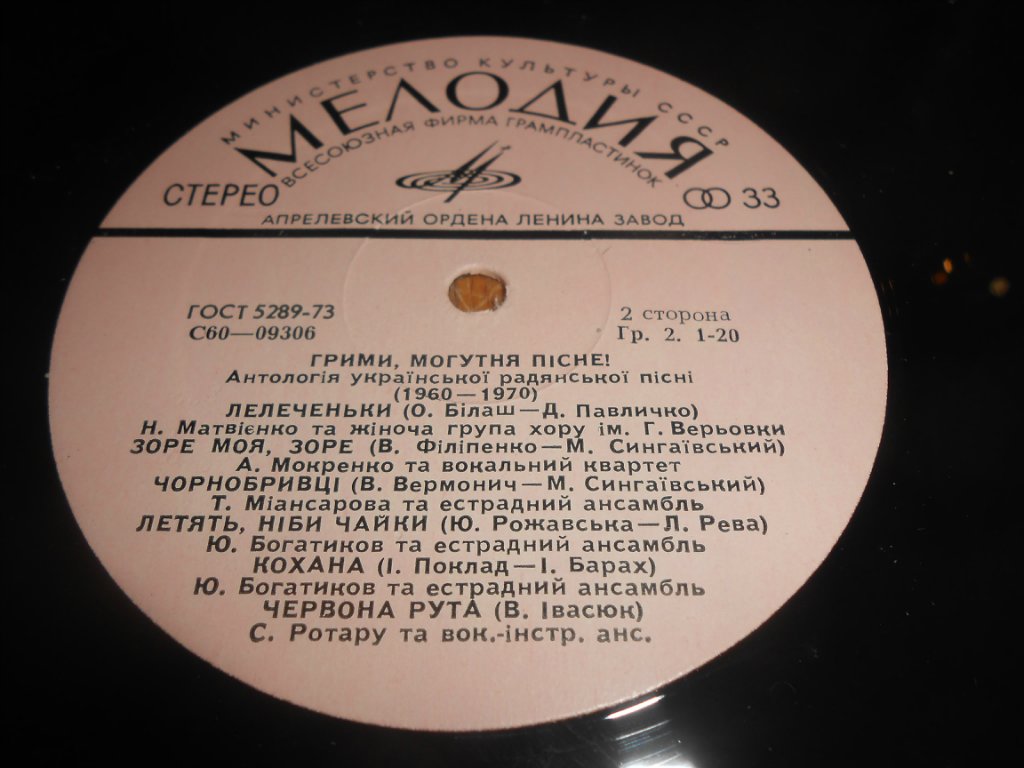 МИНИСТЕРСТВО КУЛЬТУРЫ СССР
МЕЛОДИЯ
ВСЕСОЮЗНАЯ ФИРМА ГРАМПЛАСТИНОК
СТЕРЕО 33
АПРЕЛЕВСКИЙ ОРДЕНА ЛЕНИНА ЗАВОД
ГОСТ 5289-73 2 сторона
С60—09306 Гр. 2. 1-20
ГРИМИ, МОГУТНЯ ПІСНЕ!
Антологія української радянської пісні
(1960—1970)
ЛЕЛЕЧЕНЬКИ (О. Білаш—Д. Павличко)
Н. Матвієнко та жіноча група хору ім. Г. Верьовки
ЗОРЕ МОЯ, ЗОРЕ (В. Філіпенко—М. Сингаївський)
А. Мокренко та вокальний квартет
ЧОРНОБРИВЦІ (В. Вермонич—М. Сингаївський)
Т. Міансарова та естрадний ансамбль
ЛЕТЯТЬ, НІБИ ЧАЙКИ (Ю. Рожавська—Л. Рева)
Ю. Богатиков та естрадний ансамбль
КОХАНА (І. Поклад—І. Барах)
Ю. Богатиков та естрадний ансамбль
ЧЕРВОНА РУТА (В. Івасюк)
С. Ротару та вок.-інстр. анс.